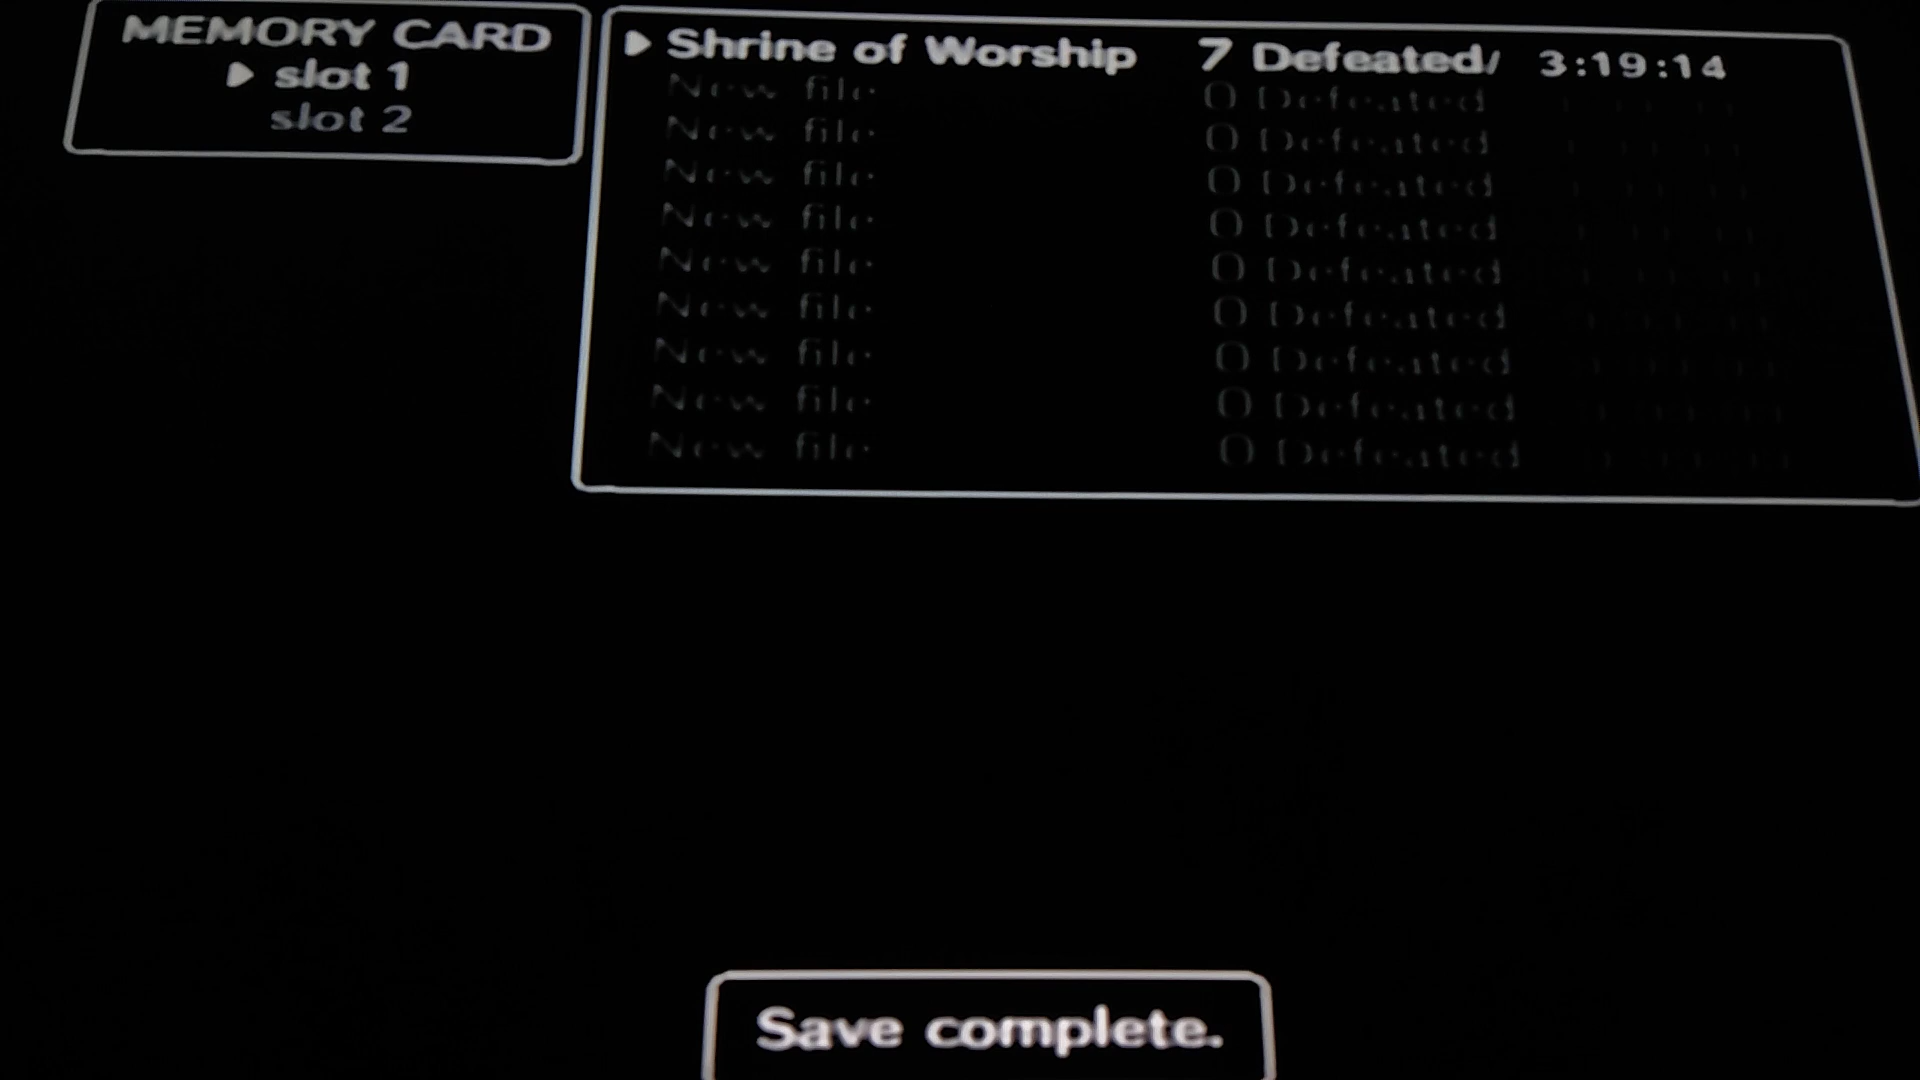 MEMORY CARD
slot 1
slot 2
Shrine of Worship 7 Defeated/ 3:19:14
New file 0 Defeated
New file 0 Defeated
New file 0 Defeated
New file 0 Defeated
New file 0 Defeated
New file 0 Defeated
New file 0 Defeated
New file 0 Defeated
New file 0 Defeated
Save complete.